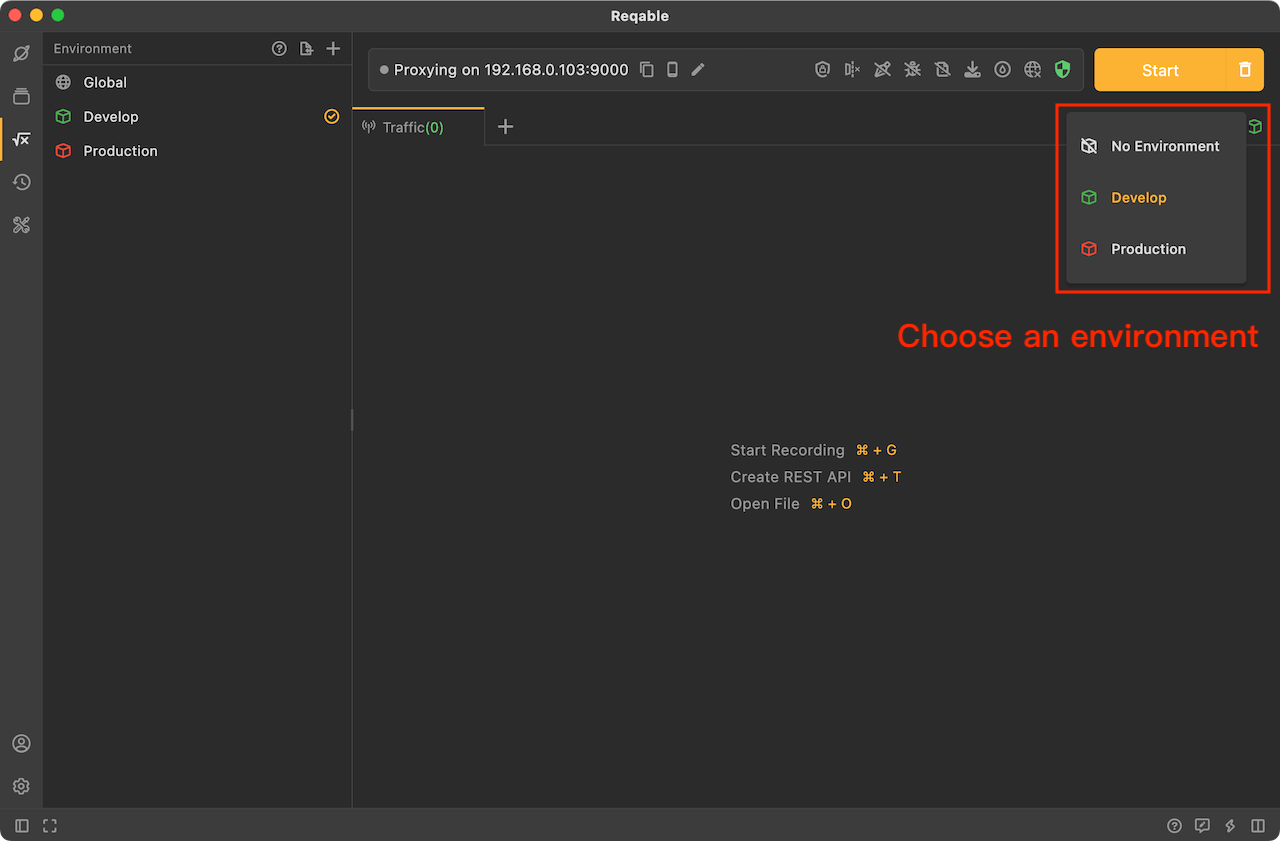 Reqable
Environment
Global
Develop
Production
Proxying on 192.168.0.103:9000
Start
Traffic(0)
No Environment
Develop
Production
Choose an environment
Start Recording ⌘ + G
Create REST API ⌘ + T
Open File ⌘ + O